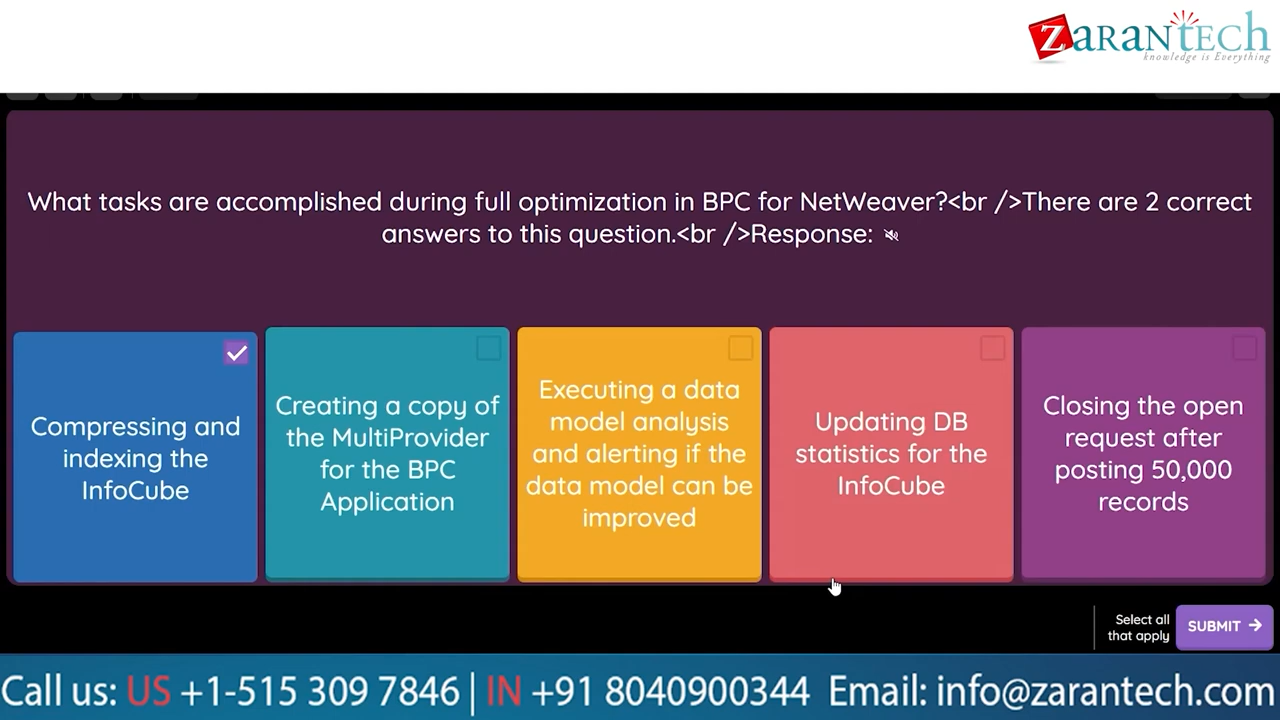 ZARANTECH
knowledge is Everything
What tasks are accomplished during full optimization in BPC for NetWeaver?<br />There are 2 correct
answers to this question.<br />Response:
Compressing and
indexing the
InfoCube
Creating a copy of
the MultiProvider
for the BPC
Application
Executing a data
model analysis
and alerting if the
data model can be
improved
Updating DB
statistics for the
InfoCube
Closing the open
request after
posting 50,000
records
Select all
that apply
SUBMIT
Call us: US +1-515 309 7846 | IN +91 8040900344 Email: info@zarantech.com